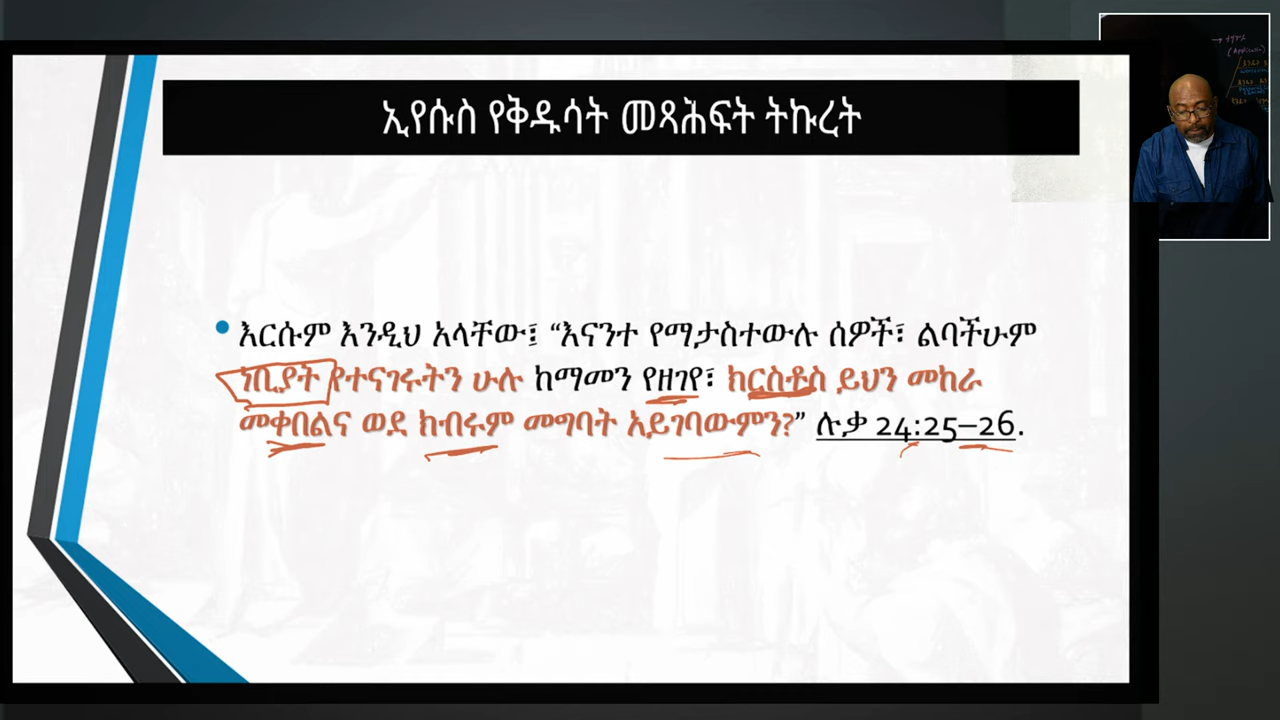 ኢየሱስ የቅዱሳት መጻሕፍት ትኩረት
እርሱም እንዲህ አላቸው፤ “እናንተ የማታስተውሉ ሰዎች፣ ልባችሁም
ነቢያት የተናገሩትን ሁሉ ከማመን የዘገየ፣ ክርስቶስ ይህን መከራ
መቀበልና ወደ ክብሩም መግባት አይገባውምን?” ሉቃ 24:25–26.